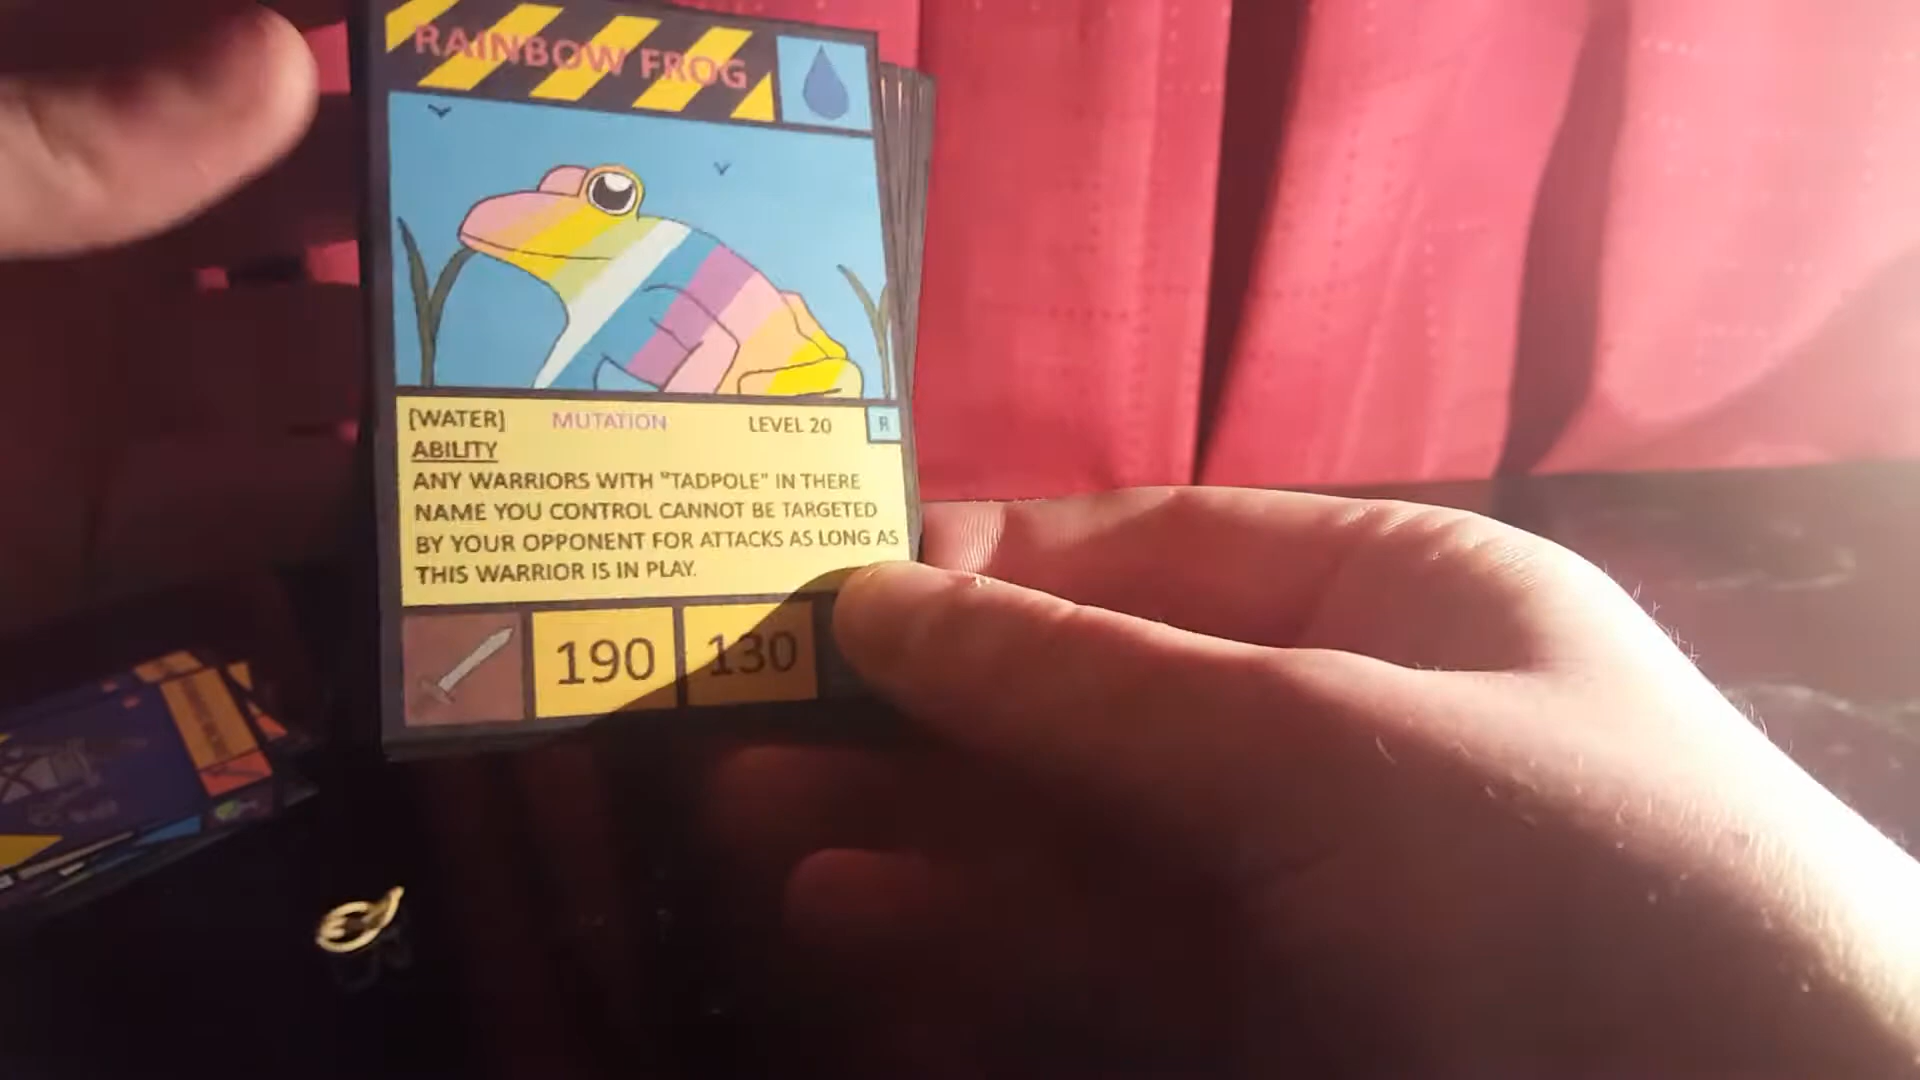 RAINBOW FROG
[WATER] MUTATION LEVEL 20 R
ABILITY
ANY WARRIORS WITH "TADPOLE" IN THERE
NAME YOU CONTROL CANNOT BE TARGETED
BY YOUR OPPONENT FOR ATTACKS AS LONG AS
THIS WARRIOR IS IN PLAY.
190 130